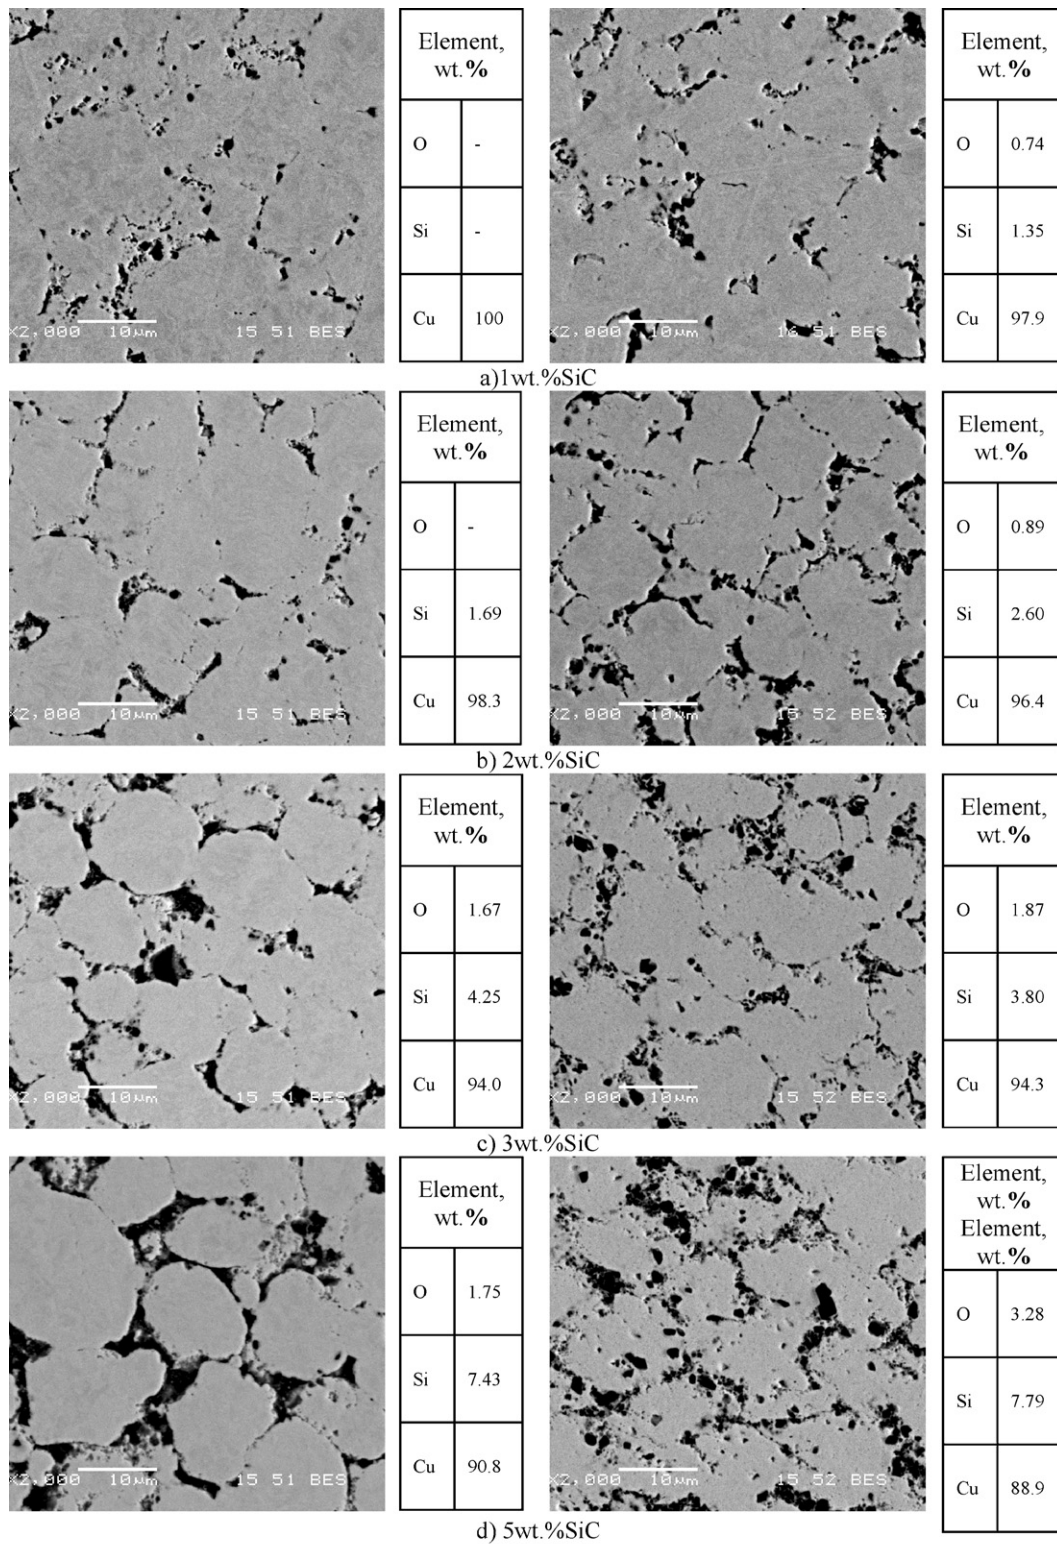 Element,
wt.%
O -
Si -
Cu 100
X2,000 10µm 15 51 BES
Element,
wt.%
O 0.74
Si 1.35
Cu 97.9
X2,000 10µm 16 51 BES
a)1wt.%SiC
Element,
wt.%
O -
Si 1.69
Cu 98.3
X2,000 10µm 15 51 BES
Element,
wt.%
O 0.89
Si 2.60
Cu 96.4
X2,000 10µm 15 52 BES
b) 2wt.%SiC
Element,
wt.%
O 1.67
Si 4.25
Cu 94.0
X2,000 10µm 15 51 BES
Element,
wt.%
O 1.87
Si 3.80
Cu 94.3
X2,000 10µm 15 52 BES
c) 3wt.%SiC
Element,
wt.%
O 1.75
Si 7.43
Cu 90.8
X2,000 10µm 15 51 BES
Element,
wt.%
Element,
wt.%
O 3.28
Si 7.79
Cu 88.9
X2,000 10µm 15 52 BES
d) 5wt.%SiC